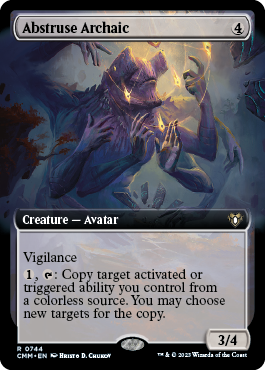 Abstruse Archaic 4
Creature — Avatar
Vigilance
1, : Copy target activated or
triggered ability you control from
a colorless source. You may choose
new targets for the copy.
3/4
R 0744
CMM • EN Hristo D. Chukov
™ & © 2023 Wizards of the Coast